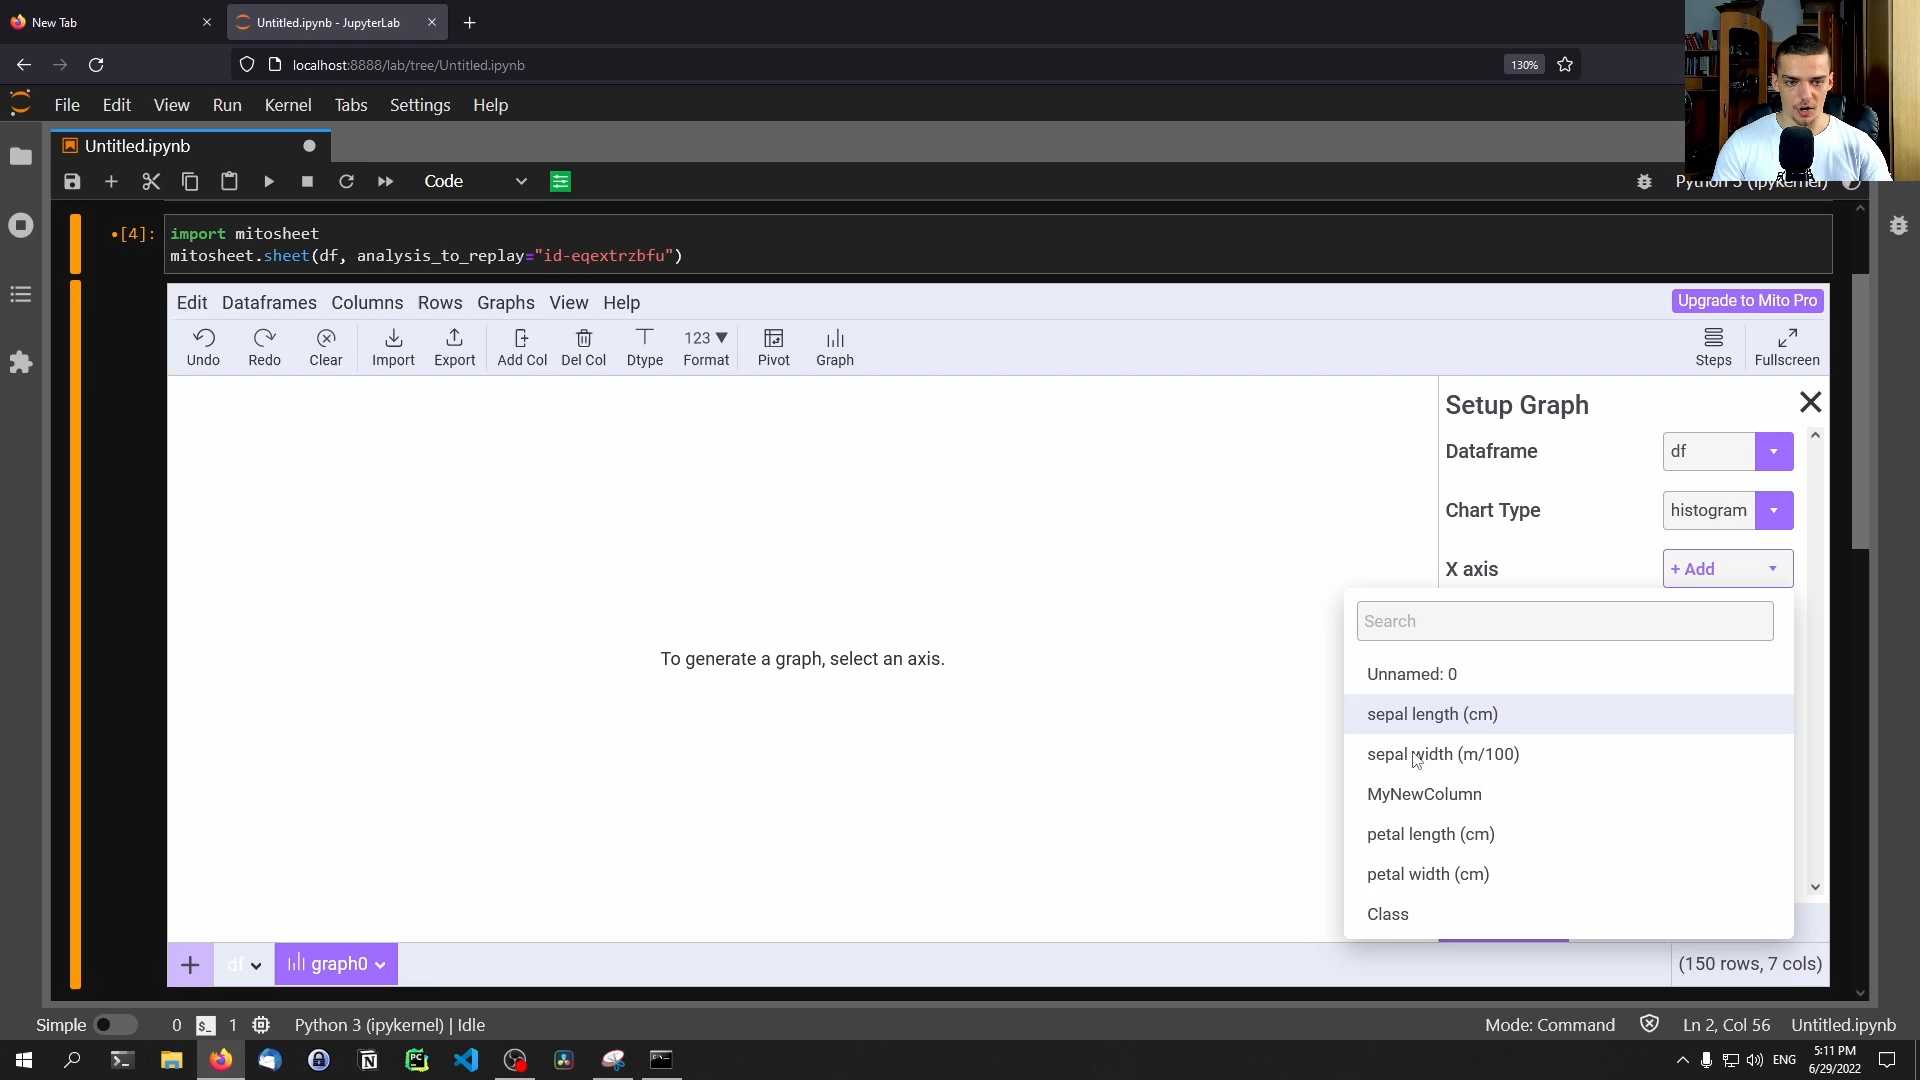 New Tab
Untitled.ipynb - JupyterLab
localhost:8888/lab/tree/Untitled.ipynb
130%
File Edit View Run Kernel Tabs Settings Help
Untitled.ipynb
Code
Python 3 (ipykernel)
[4]:
import mitosheet
mitosheet.sheet(df, analysis_to_replay="id-eqextrzbfu")
Edit Dataframes Columns Rows Graphs View Help
Upgrade to Mito Pro
123
Undo Redo Clear Import Export Add Col Del Col Dtype Format Pivot Graph Steps Fullscreen
Setup Graph
Dataframe
df
Chart Type
histogram
X axis
+ Add
Search
To generate a graph, select an axis.
Unnamed: 0
sepal length (cm)
sepal width (m/100)
MyNewColumn
petal length (cm)
petal width (cm)
Class
df
graph0
(150 rows, 7 cols)
Simple
0
1
Python 3 (ipykernel) | Idle
Mode: Command
Ln 2, Col 56
Untitled.ipynb
ENG
5:11 PM
6/29/2022